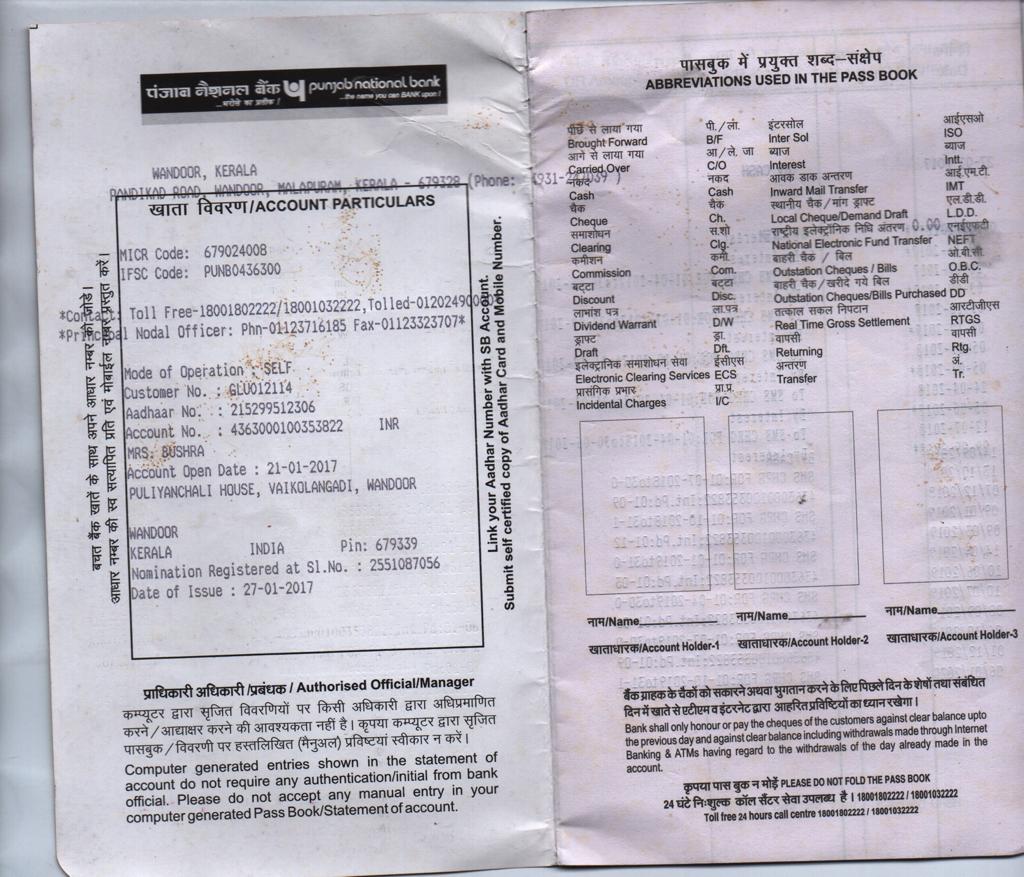 पंजाब नैशनल बैंक punjab national bank
...भरोसे का प्रतीक ! ...the name you can BANK upon !
WANDOOR, KERALA
PANDIKAD ROAD, WANDOOR, MALAPURAM, KERALA - 679328 (Phone:
खाता विवरण/ACCOUNT PARTICULARS
MICR Code: 679024008
IFSC Code: PUNB0436300
*Contact: Toll Free-18001802222/18001032222,Tolled-0120249000
*Principal Nodal Officer: Phn-01123716185 Fax-01123323707*
Mode of Operation : SELF
Customer No. : GLU012114
Aadhaar No. : 215299512306
Account No. : 4363000100353822 INR
MRS. BUSHRA
Account Open Date : 21-01-2017
PULIYANCHALI HOUSE, VAIKOLANGADI, WANDOOR
WANDOOR
KERALA INDIA Pin: 679339
Nomination Registered at Sl.No. : 2551087056
Date of Issue : 27-01-2017
बचत बैंक खातें के साथ अपने आधार नम्बर को जोडे।
आधार नम्बर की स्व सत्यापित प्रति एवं मोबाईल नम्बर प्रस्तुत करें।
Link your Aadhar Number with SB Account.
Submit self certified copy of Aadhar Card and Mobile Number.
प्राधिकारी अधिकारी/प्रबंधक / Authorised Official/Manager
कम्प्यूटर द्वारा सृजित विवरणियों पर किसी अधिकारी द्वारा अधिप्रमाणित
करने/आद्याक्षर करने की आवश्यकता नहीं है। कृपया कम्प्यूटर द्वारा सृजित
पासबुक/विवरणी पर हस्तलिखित (मैनुअल) प्रविष्टयां स्वीकार न करें।
Computer generated entries shown in the statement of
account do not require any authentication/initial from bank
official. Please do not accept any manual entry in your
computer generated Pass Book/Statement of account.
पासबुक में प्रयुक्त शब्द–संक्षेप
ABBREVIATIONS USED IN THE PASS BOOK
पीछे से लाया गया पी./ला. इंटरसोल आईएसओ
Brought Forward B/F Inter Sol ISO
आगे से लाया गया आ/ले. जा ब्याज ब्याज
Carried Over C/O Interest Intt.
नकद नकद आवक डाक अन्तरण आई.एम.टी.
Cash Cash Inward Mail Transfer IMT
चैक चैक स्थानीय चैक/मांग ड्राफ्ट एल.डी.डी.
Cheque Ch. Local Cheque/Demand Draft L.D.D.
समाशोधन स.शो राष्ट्रीय इलेक्ट्रॉनिक निधि अंतरण 0.00 एनईएफटी
Clearing Clg. National Electronic Fund Transfer NEFT
कमीशन कमी. बाहरी चैक / बिल ओ.बी.सी.
Commission Com. Outstation Cheques / Bills O.B.C.
बट्टा बट्टा बाहरी चैक/खरीदे गये बिल डीडी
Discount Disc. Outstation Cheques/Bills Purchased DD
लाभांश पत्र ला.पत्र तत्काल सकल निपटान आरटीजीएस
Dividend Warrant D/W Real Time Gross Settlement RTGS
ड्राफ्ट ड्रा. वापसी वापसी
Draft Dft. Returning Rtg.
इलेक्ट्रानिक समाशोधन सेवा ईसीएस अन्तरण अं.
Electronic Clearing Services ECS Transfer Tr.
प्रासंगिक प्रभार प्रा.प्र.
Incidental Charges I/C
नाम/Name नाम/Name नाम/Name
खाताधारक/Account Holder-1 खाताधारक/Account Holder-2 खाताधारक/Account Holder-3
बैंक ग्राहक के चैकों को सकारने अथवा भुगतान करने के लिए पिछले दिन के शेषों तथा संबंधित
दिन में खाते से एटीएम व इंटरनेट द्वारा आहरित प्रविष्टियों का ध्यान रखेगा।
Bank shall only honour or pay the cheques of the customers against clear balance upto
the previous day and against clear balance including withdrawals made through Internet
Banking & ATMs having regard to the withdrawals of the day already made in the
account.
कृपया पास बुक न मोड़ें PLEASE DO NOT FOLD THE PASS BOOK
24 घंटे निःशुल्क कॉल सैंटर सेवा उपलब्ध है। 18001802222 / 18001032222
Toll free 24 hours call centre 18001802222 / 18001032222